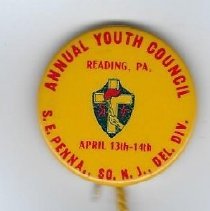 ANNUAL YOUTH COUNCIL
READING, PA.
APRIL 13th-14th
S.E. PENNA., SO. N.J., DEL. DIV.